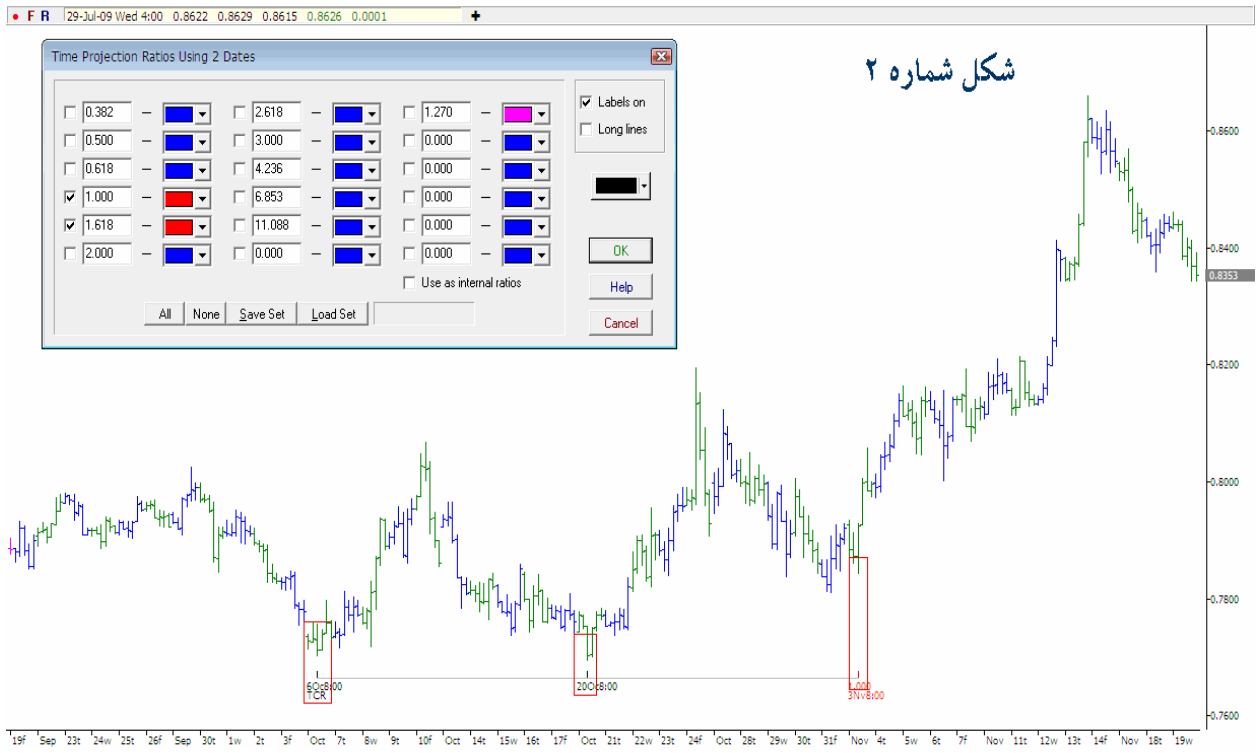 F R 29-Jul-09 Wed 4:00 0.8622 0.8629 0.8615 0.8626 0.0001
شکل شماره ۲
Time Projection Ratios Using 2 Dates
0.382 2.618 1.270
0.500 3.000 0.000
0.618 4.236 0.000
1.000 6.853 0.000
1.618 11.088 0.000
2.000 0.000 0.000
Use as internal ratios
All None Save Set Load Set
Labels on
Long lines
OK
Help
Cancel
0.8600
0.8400
0.8353
0.8200
0.8000
0.7800
0.7600
6Oc8:00
TCR
20Oc8:00
1.000
3Nv8:00
19f Sep 23t 24w 25t 26f Sep 30t 1w 2t 3f Oct 7t 8w 9t 10f Oct 14t 15w 16t 17f Oct 21t 22w 23t 24f Oct 28t 29w 30t 31f Nov 4t 5w 6t 7f Nov 11t 12w 13t 14f Nov 18t 19w